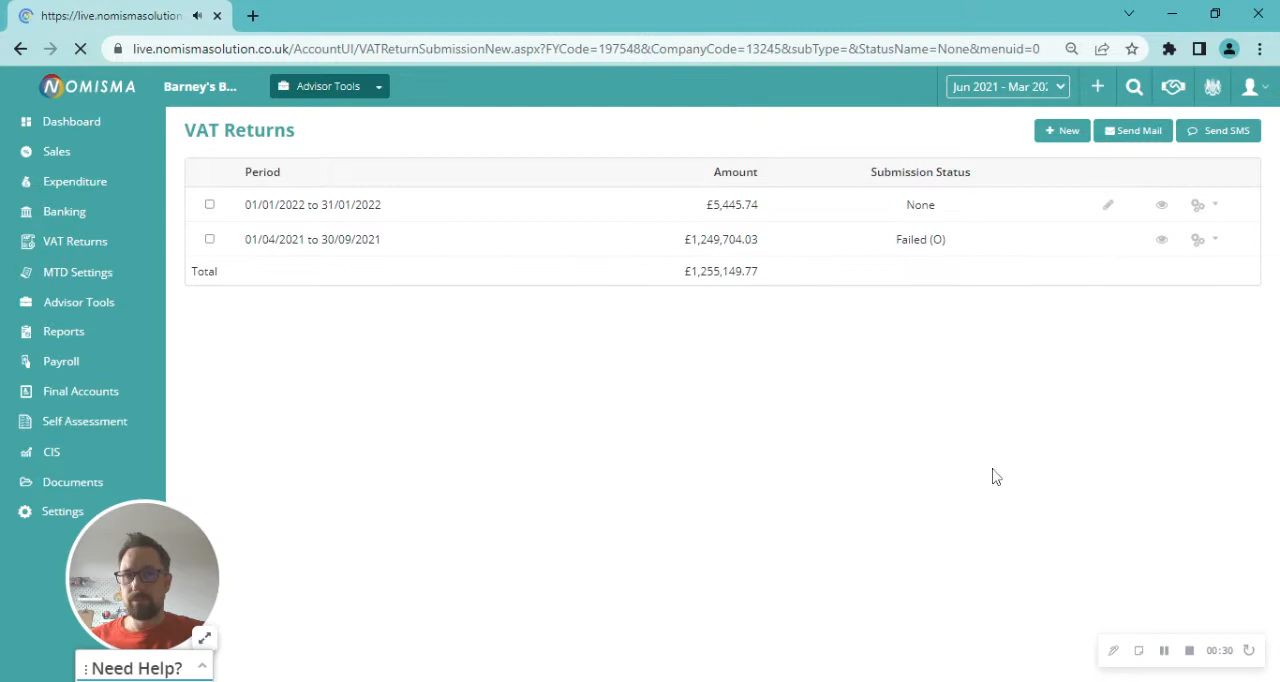 https://live.nomismasolution
live.nomismasolution.co.uk/AccountUI/VATReturnSubmissionNew.aspx?FYCode=197548&CompanyCode=13245&subType=&StatusName=None&menuid=0
NOMISMA
Barney's B...
Advisor Tools
Jun 2021 - Mar 202
Dashboard
Sales
Expenditure
Banking
VAT Returns
MTD Settings
Advisor Tools
Reports
Payroll
Final Accounts
Self Assessment
CIS
Documents
Settings
VAT Returns
+ New
Send Mail
Send SMS
Period Amount Submission Status
01/01/2022 to 31/01/2022 £5,445.74 None
01/04/2021 to 30/09/2021 £1,249,704.03 Failed (O)
Total £1,255,149.77
Need Help?
00:30